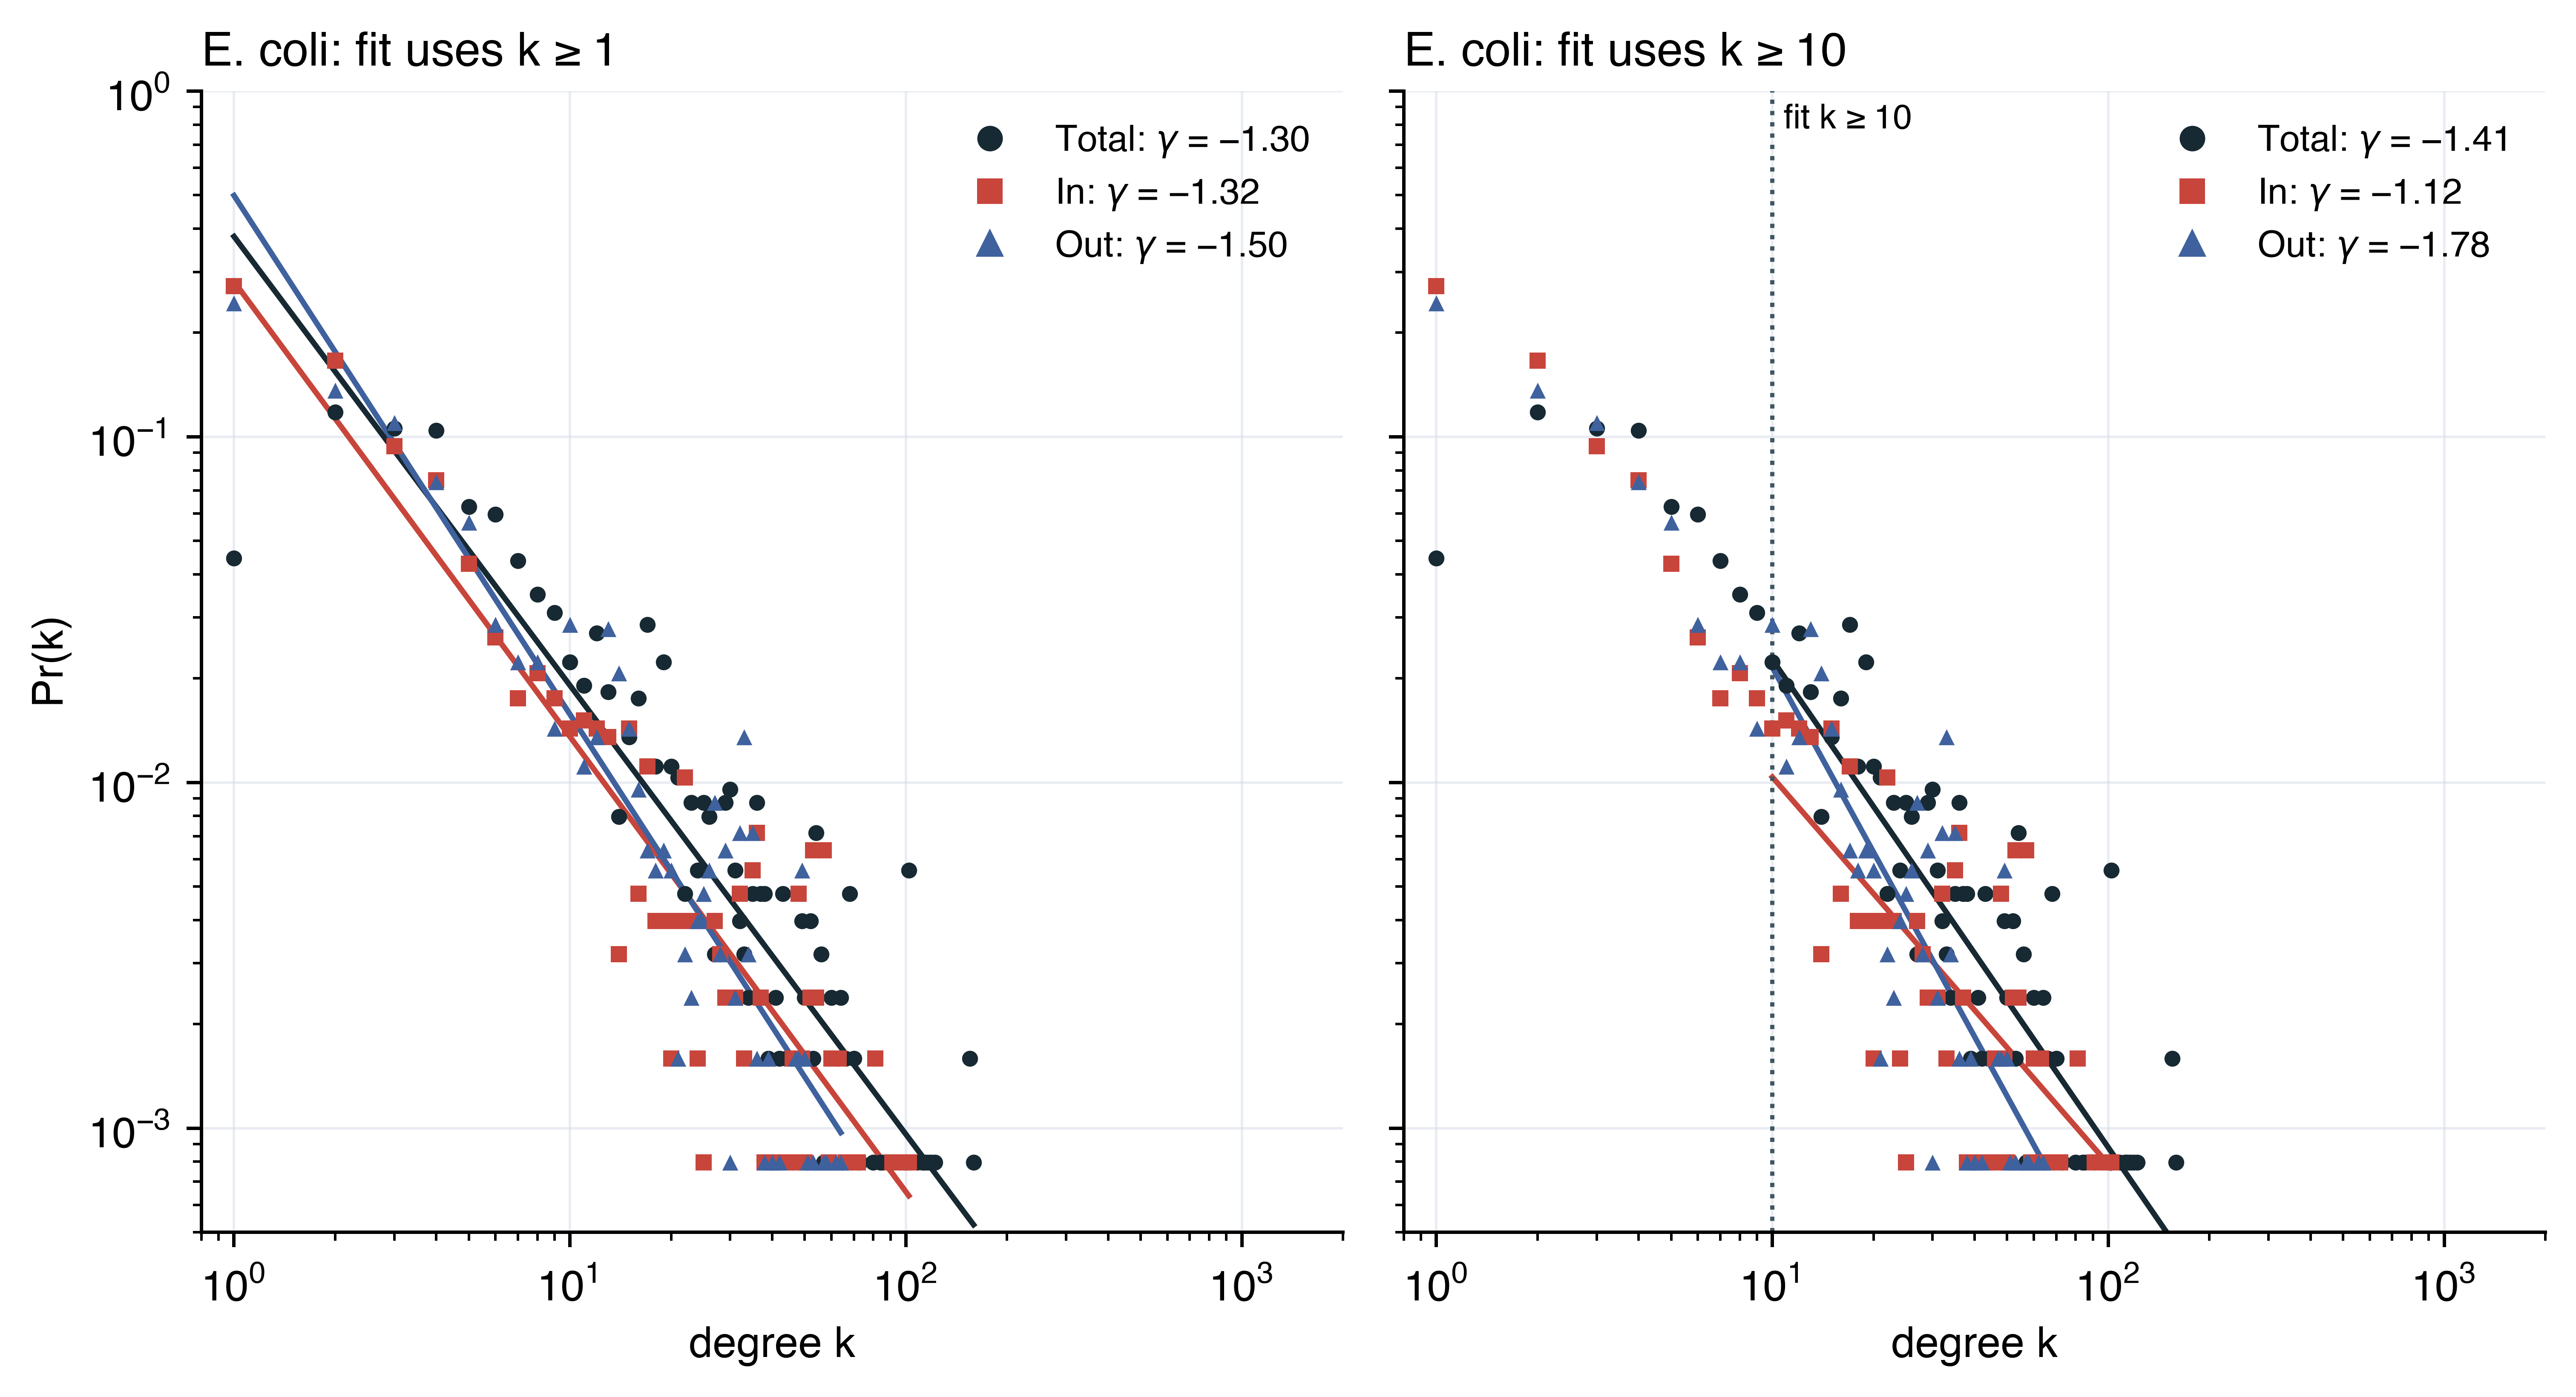 E. coli: fit uses k ≥ 1
10⁰
10⁻¹
10⁻²
10⁻³
Pr(k)
Total: γ = −1.30
In: γ = −1.32
Out: γ = −1.50
10⁰ 10¹ 10² 10³
degree k
E. coli: fit uses k ≥ 10
fit k ≥ 10
Total: γ = −1.41
In: γ = −1.12
Out: γ = −1.78
10⁰ 10¹ 10² 10³
degree k